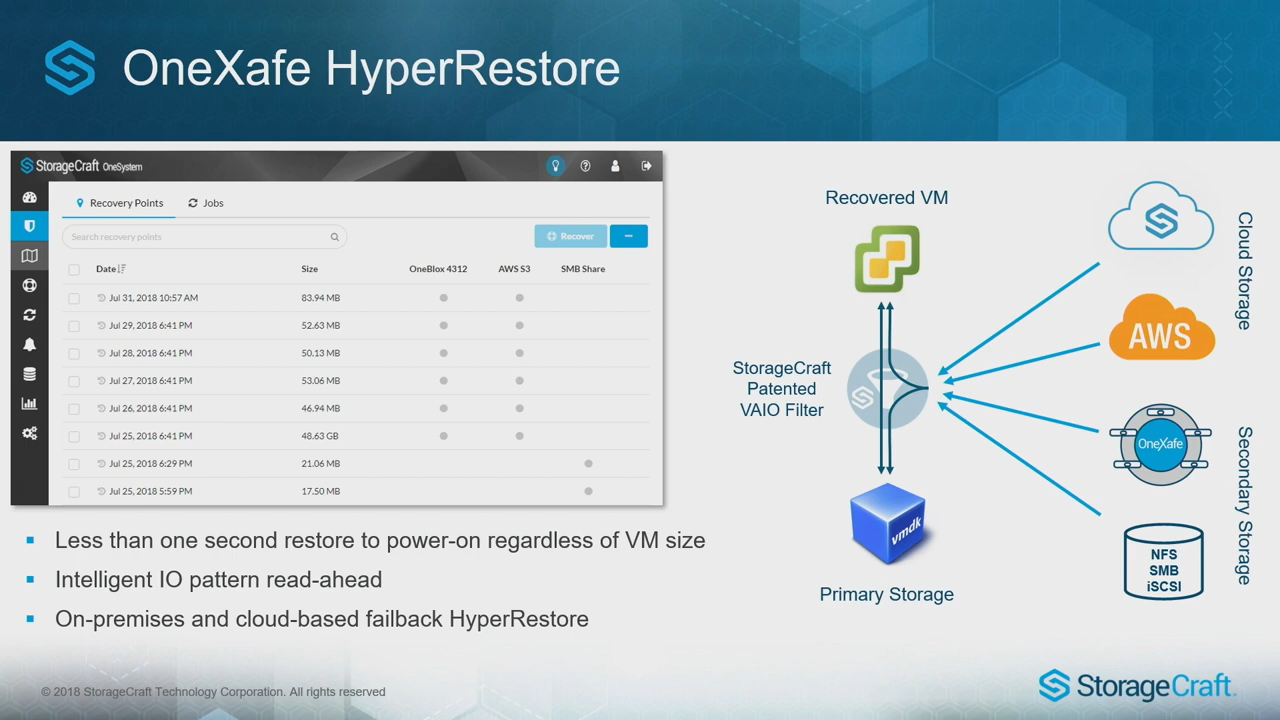 OneXafe HyperRestore
StorageCraft OneSystem
Recovery Points
Jobs
Search recovery points
Recover
Date Size OneBlox 4312 AWS S3 SMB Share
Jul 31, 2018 10:57 AM 83.94 MB
Jul 29, 2018 6:41 PM 52.63 MB
Jul 28, 2018 6:41 PM 50.13 MB
Jul 27, 2018 6:41 PM 53.06 MB
Jul 26, 2018 6:41 PM 46.94 MB
Jul 25, 2018 6:41 PM 48.63 GB
Jul 25, 2018 6:29 PM 21.06 MB
Jul 25, 2018 5:59 PM 17.50 MB
Less than one second restore to power-on regardless of VM size
Intelligent IO pattern read-ahead
On-premises and cloud-based failback HyperRestore
Recovered VM
StorageCraft
Patented
VAIO Filter
vmdk
Primary Storage
Cloud Storage
AWS
OneXafe
Secondary Storage
NFS
SMB
iSCSI
© 2018 StorageCraft Technology Corporation. All rights reserved
StorageCraft